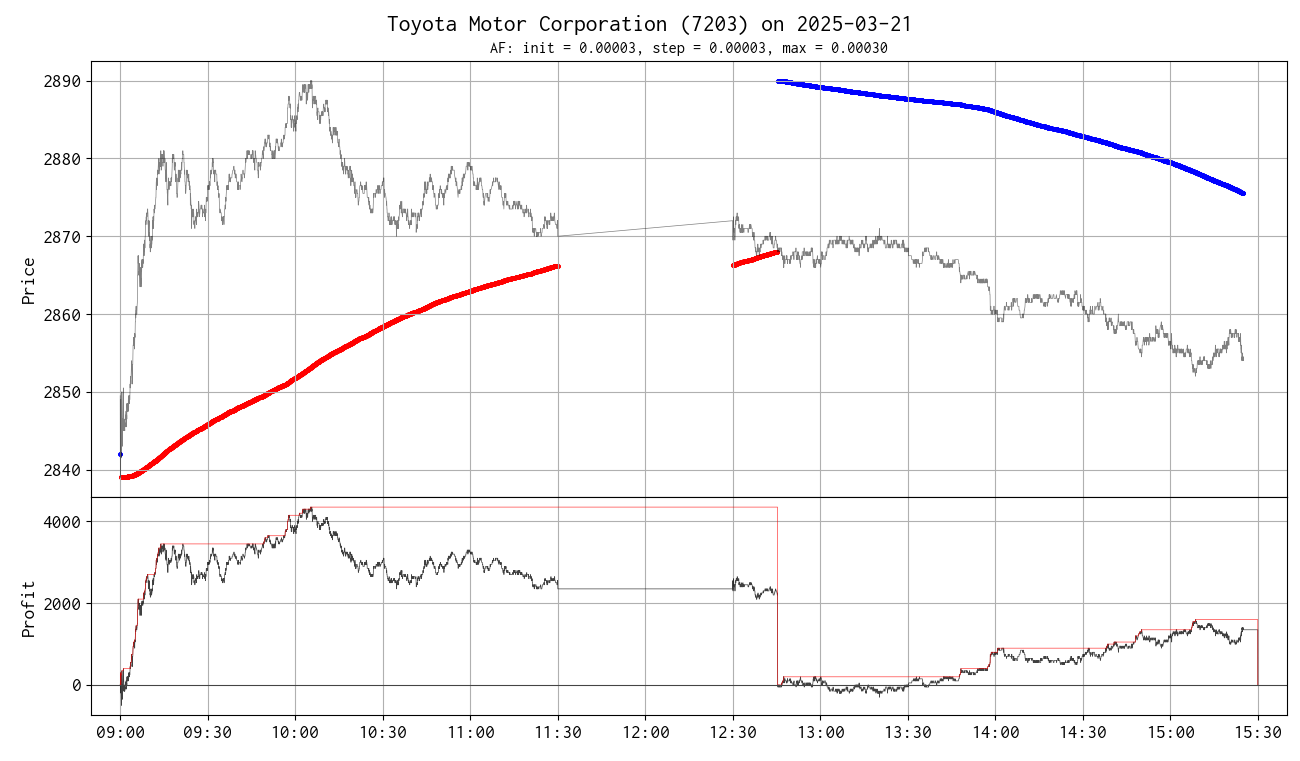 Toyota Motor Corporation (7203) on 2025-03-21
AF: init = 0.00003, step = 0.00003, max = 0.00030
Price
2890
2880
2870
2860
2850
2840
Profit
4000
2000
0
09:00 09:30 10:00 10:30 11:00 11:30 12:00 12:30 13:00 13:30 14:00 14:30 15:00 15:30